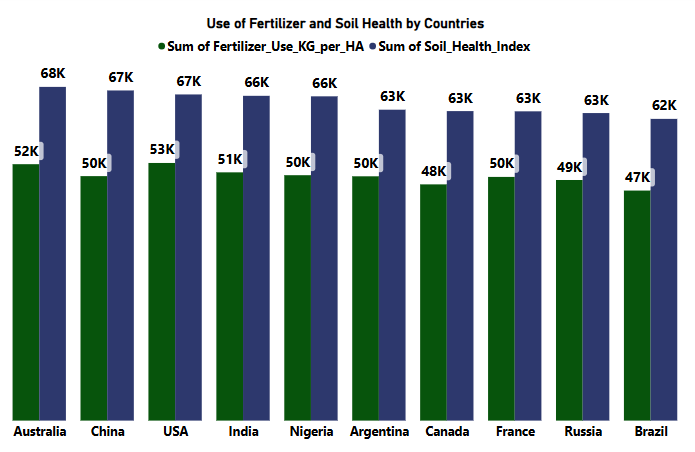 Use of Fertilizer and Soil Health by Countries
Sum of Fertilizer_Use_KG_per_HA Sum of Soil_Health_Index
68K 67K 67K 66K 66K 63K 63K 63K 63K 62K
52K 50K 53K 51K 50K 50K 48K 50K 49K 47K
Australia China USA India Nigeria Argentina Canada France Russia Brazil